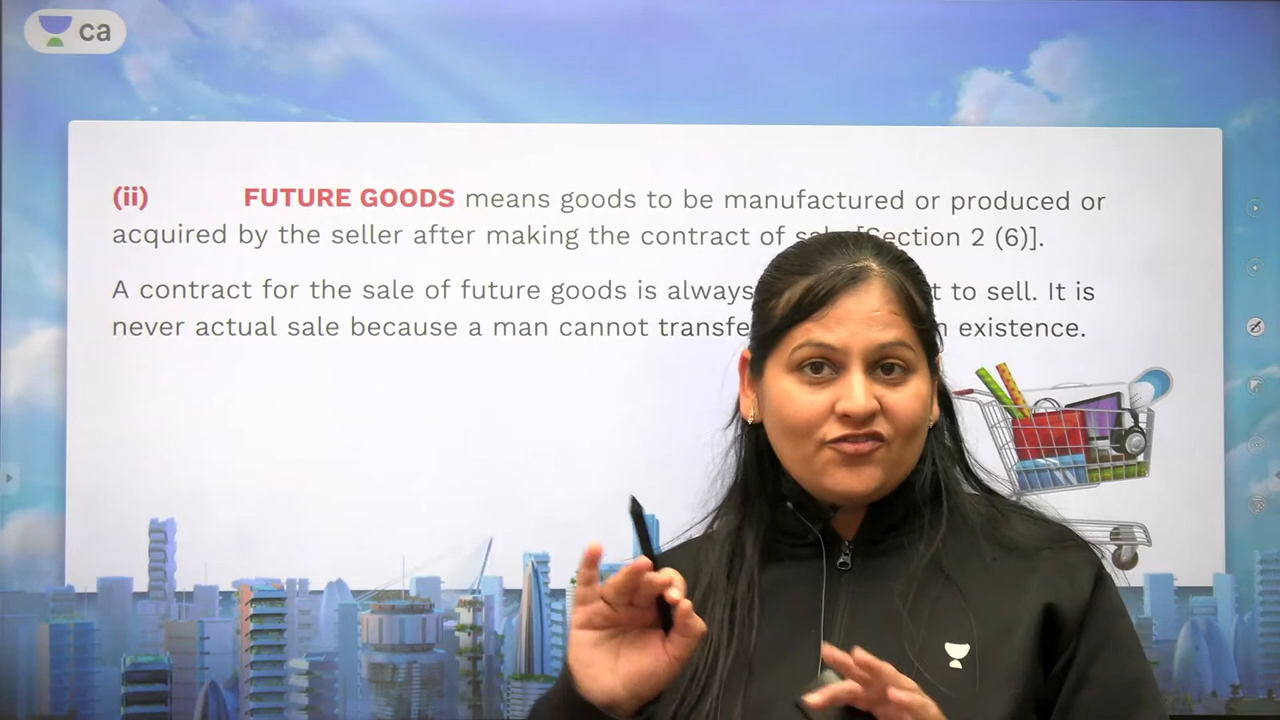 ca
(ii) FUTURE GOODS means goods to be manufactured or produced or
acquired by the seller after making the contract of [Section 2 (6)].
A contract for the sale of future goods is always to sell. It is
never actual sale because a man cannot existence.